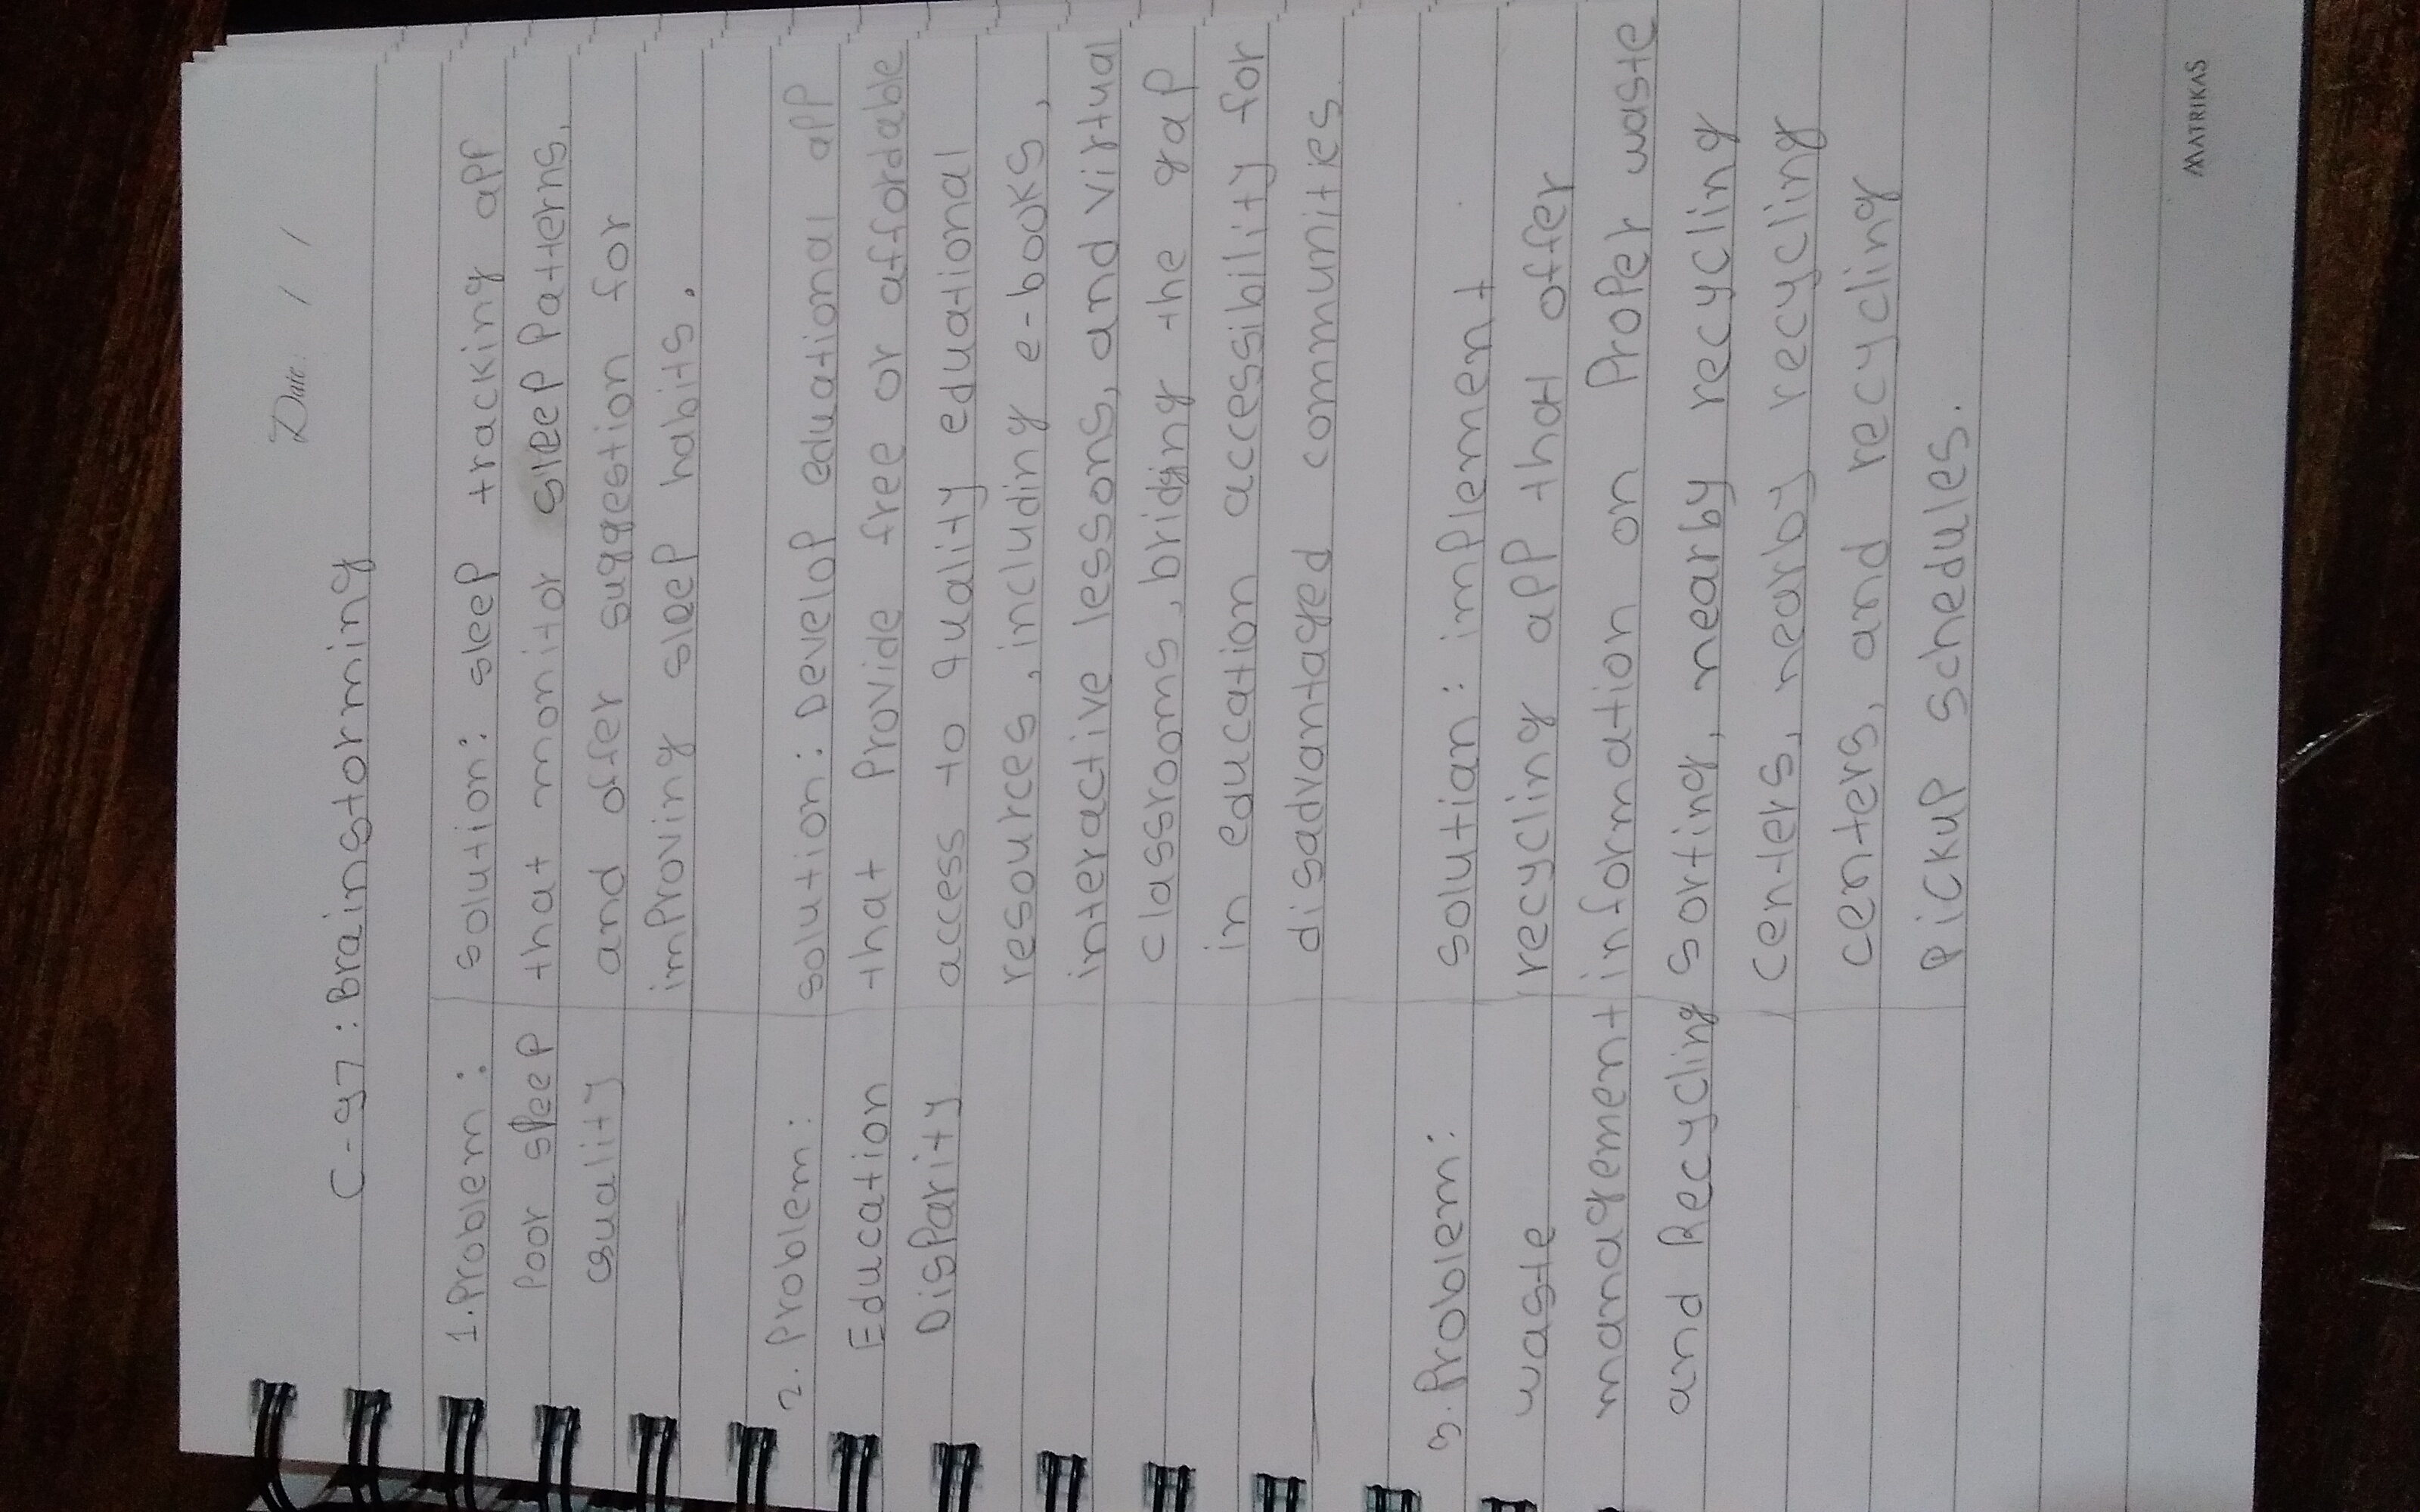 Date: / /
C-97: Brainstorming
1. Problem:
Poor sleep
Quality
solution: sleep tracking app
that monitor sleep patterns,
and offer suggestion for
improving sleep habits.
2. Problem:
Education
Disparity
solution: Develop eduational app
that provide free or affordable
access to quality eduational
resources, including e-books,
interactive lessons, and virtual
classrooms, bridging the gap
in education accessibility for
disadvantaged communities.
3. Problem:
waste
management
and Recycling
solutian: implement
recycling app that offer
information on proper waste
sorting, nearby recycling
centers, nearby recycling
centers, and recycling
pickup schedules.
MATRIKAS